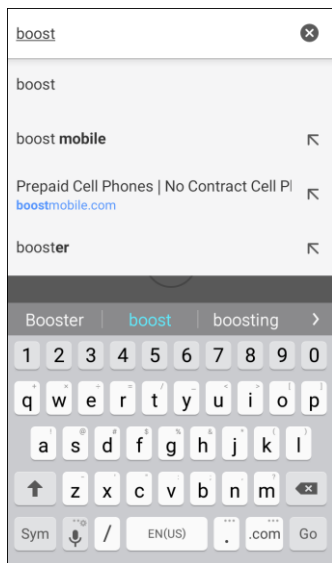 boost
boost
boost mobile
Prepaid Cell Phones | No Contract Cell Pl
boostmobile.com
booster
Booster boost boosting
1 2 3 4 5 6 7 8 9 0
q w e r t y u i o p
a s d f g h j k l
z x c v b n m
Sym / EN(US) . .com Go